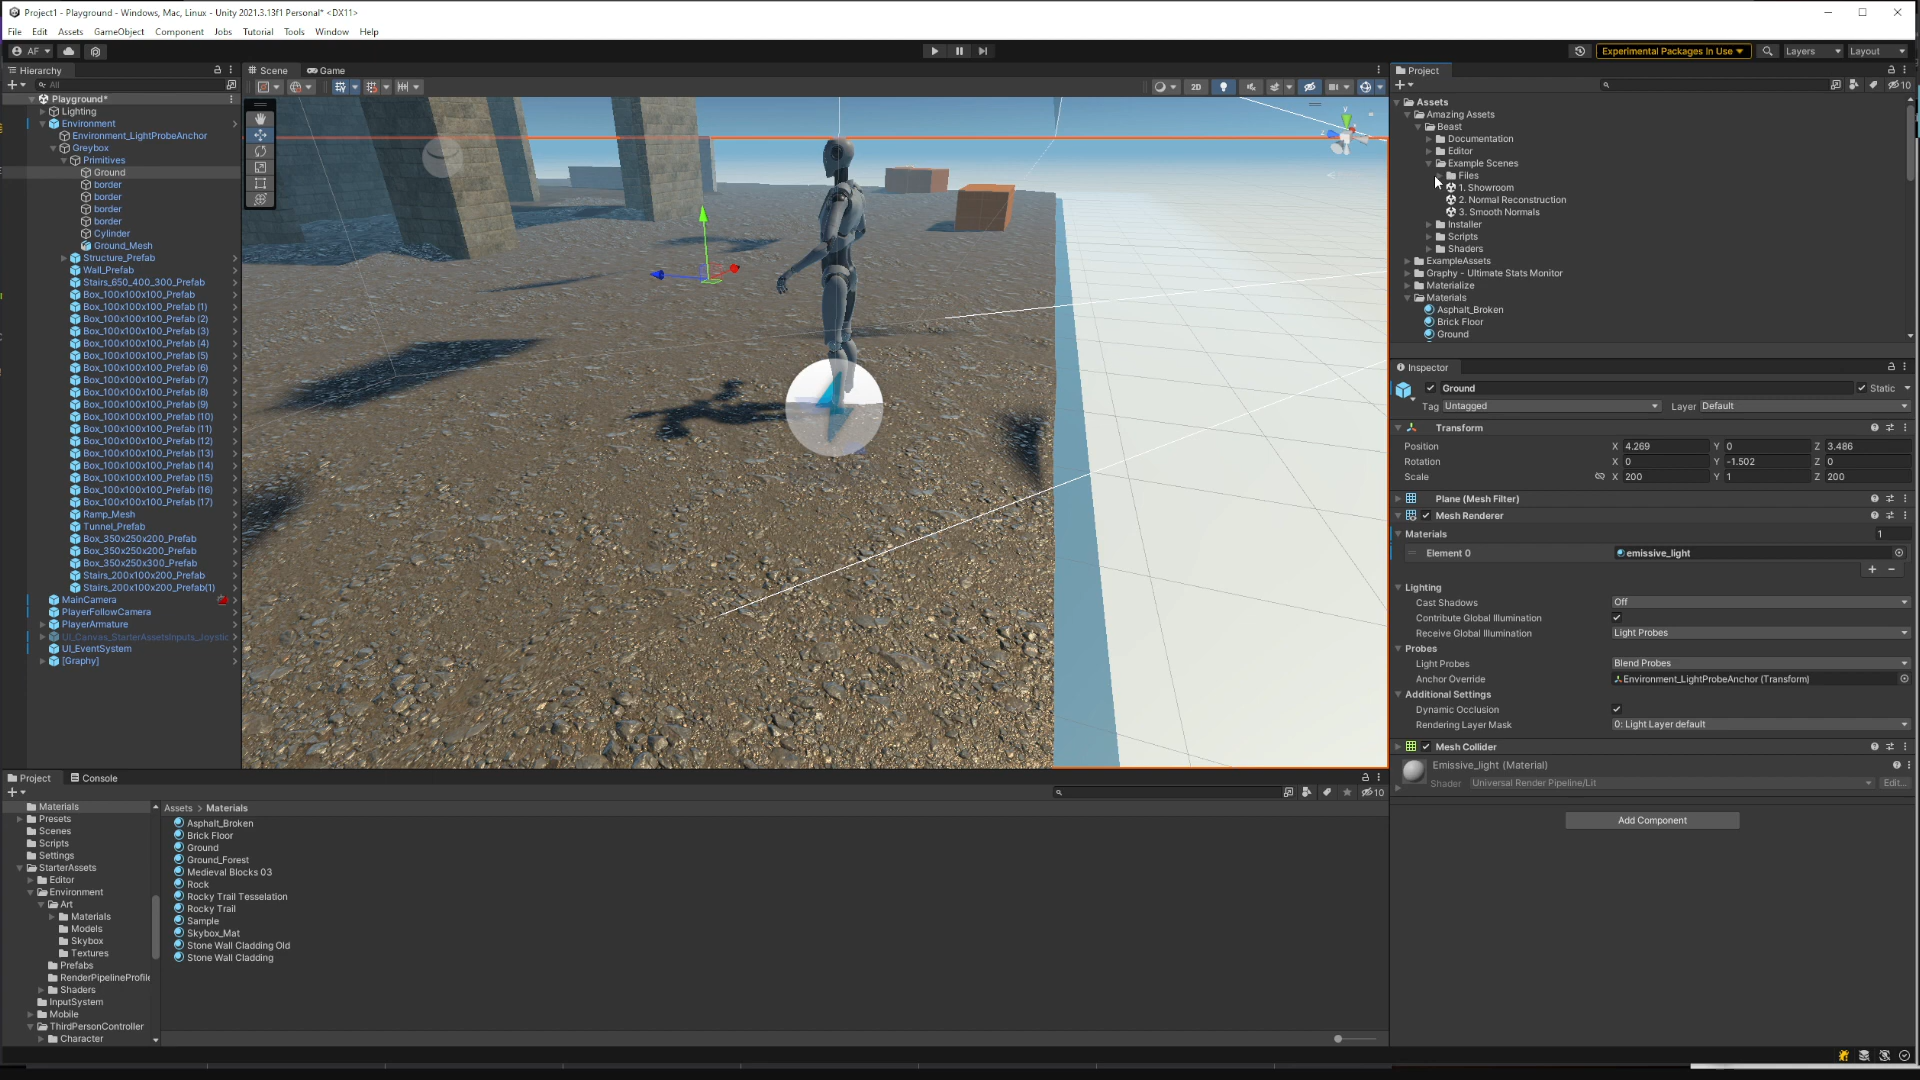 Project1 - Playground - Windows, Mac, Linux - Unity 2021.3.13f1 Personal* <DX11>
File Edit Assets GameObject Component Jobs Tutorial Tools Window Help
AF Experimental Packages In Use Layers Layout
Hierarchy
All
Playground*
Lighting
Environment
Environment_LightProbeAnchor
Greybox
Primitives
Ground
border
border
border
border
Cylinder
Ground_Mesh
Structure_Prefab
Wall_Prefab
Stairs_650_400_300_Prefab
Box_100x100x100_Prefab
Box_100x100x100_Prefab (1)
Box_100x100x100_Prefab (2)
Box_100x100x100_Prefab (3)
Box_100x100x100_Prefab (4)
Box_100x100x100_Prefab (5)
Box_100x100x100_Prefab (6)
Box_100x100x100_Prefab (7)
Box_100x100x100_Prefab (8)
Box_100x100x100_Prefab (9)
Box_100x100x100_Prefab (10)
Box_100x100x100_Prefab (11)
Box_100x100x100_Prefab (12)
Box_100x100x100_Prefab (13)
Box_100x100x100_Prefab (14)
Box_100x100x100_Prefab (15)
Box_100x100x100_Prefab (16)
Box_100x100x100_Prefab (17)
Ramp_Mesh
Tunnel_Prefab
Box_350x250x200_Prefab
Box_350x250x200_Prefab
Box_350x250x300_Prefab
Stairs_200x100x200_Prefab
Stairs_200x100x200_Prefab(1)
MainCamera
PlayerFollowCamera
PlayerArmature
UI_Canvas_StarterAssetsInputs_Joystic
UI_EventSystem
[Graphy]
Scene Game
2D
Project
10
Assets
Amazing Assets
Beast
Documentation
Editor
Example Scenes
Files
1. Showroom
2. Normal Reconstruction
3. Smooth Normals
Installer
Scripts
Shaders
ExampleAssets
Graphy - Ultimate Stats Monitor
Materialize
Materials
Asphalt_Broken
Brick Floor
Ground
Inspector
Ground Static
Tag Untagged Layer Default
Transform
Position X 4.269 Y 0 Z 3.486
Rotation X 0 Y -1.502 Z 0
Scale X 200 Y 1 Z 200
Plane (Mesh Filter)
Mesh Renderer
Materials 1
Element 0 emissive_light
Lighting
Cast Shadows Off
Contribute Global Illumination
Receive Global Illumination Light Probes
Probes
Light Probes Blend Probes
Anchor Override Environment_LightProbeAnchor (Transform)
Additional Settings
Dynamic Occlusion
Rendering Layer Mask 0: Light Layer default
Mesh Collider
Emissive_light (Material)
Shader Universal Render Pipeline/Lit Edit...
Add Component
Project Console
10
Materials
Presets
Scenes
Scripts
Settings
StarterAssets
Editor
Environment
Art
Materials
Models
Skybox
Textures
Prefabs
RenderPipelineProfile
Shaders
InputSystem
Mobile
ThirdPersonController
Character
Assets > Materials
Asphalt_Broken
Brick Floor
Ground
Ground_Forest
Medieval Blocks 03
Rock
Rocky Trail Tesselation
Rocky Trail
Sample
Skybox_Mat
Stone Wall Cladding Old
Stone Wall Cladding